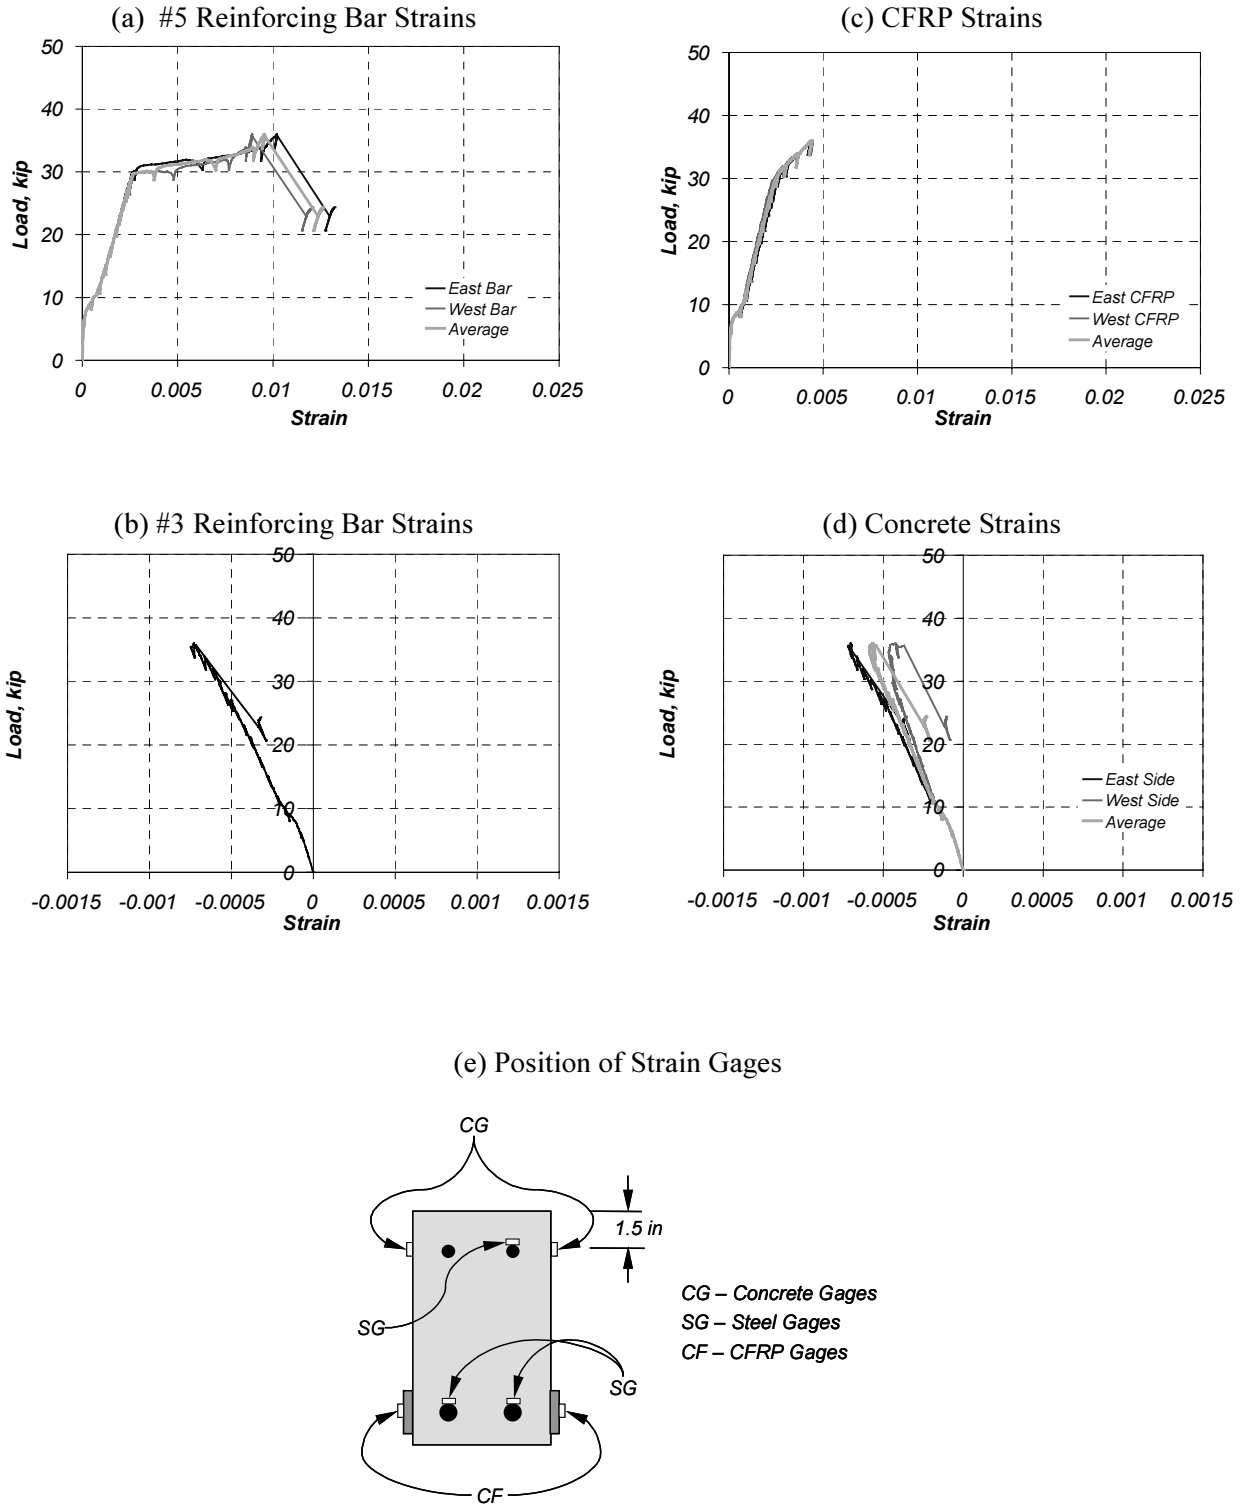 (a) #5 Reinforcing Bar Strains
50
40
30
20
10
0
Load, kip
East Bar
West Bar
Average
0 0.005 0.01 0.015 0.02 0.025
Strain
(c) CFRP Strains
50
40
30
20
10
0
Load, kip
East CFRP
West CFRP
Average
0 0.005 0.01 0.015 0.02 0.025
Strain
(b) #3 Reinforcing Bar Strains
50
40
30
20
10
0
Load, kip
-0.0015 -0.001 -0.0005 0 0.0005 0.001 0.0015
Strain
(d) Concrete Strains
50
40
30
20
10
0
Load, kip
East Side
West Side
Average
-0.0015 -0.001 -0.0005 0 0.0005 0.001 0.0015
Strain
(e) Position of Strain Gages
CG
1.5 in
SG
SG
CF
CG – Concrete Gages
SG – Steel Gages
CF – CFRP Gages